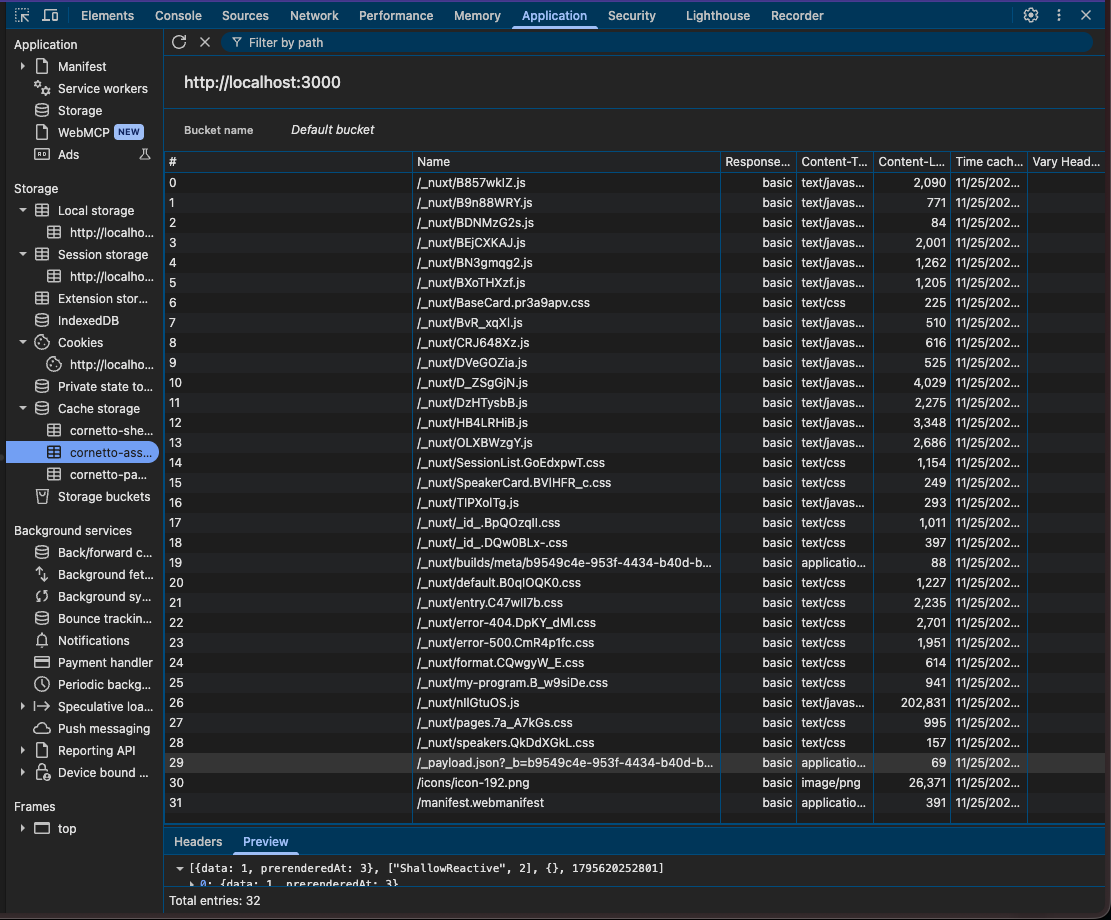 Elements Console Sources Network Performance Memory Application Security Lighthouse Recorder
Application
Manifest
Service workers
Storage
WebMCP NEW
Ads
Storage
Local storage
http://localho...
Session storage
http://localho...
Extension stor...
IndexedDB
Cookies
http://localho...
Private state to...
Cache storage
cornetto-she...
cornetto-ass...
cornetto-pa...
Storage buckets
Background services
Back/forward c...
Background fet...
Background sy...
Bounce trackin...
Notifications
Payment handler
Periodic backg...
Speculative loa...
Push messaging
Reporting API
Device bound ...
Frames
top
Filter by path
http://localhost:3000
Bucket name Default bucket
# Name Response... Content-T... Content-L... Time cach... Vary Head...
0 /_nuxt/B857wkIZ.js basic text/javas... 2,090 11/25/202...
1 /_nuxt/B9n88WRY.js basic text/javas... 771 11/25/202...
2 /_nuxt/BDNMzG2s.js basic text/javas... 84 11/25/202...
3 /_nuxt/BEjCXKAJ.js basic text/javas... 2,001 11/25/202...
4 /_nuxt/BN3gmqg2.js basic text/javas... 1,262 11/25/202...
5 /_nuxt/BXoTHXzf.js basic text/javas... 1,205 11/25/202...
6 /_nuxt/BaseCard.pr3a9apv.css basic text/css 225 11/25/202...
7 /_nuxt/BvR_xqXl.js basic text/javas... 510 11/25/202...
8 /_nuxt/CRJ648Xz.js basic text/javas... 616 11/25/202...
9 /_nuxt/DVeGOZia.js basic text/javas... 525 11/25/202...
10 /_nuxt/D_ZSgGjN.js basic text/javas... 4,029 11/25/202...
11 /_nuxt/DzHTysbB.js basic text/javas... 2,275 11/25/202...
12 /_nuxt/HB4LRHiB.js basic text/javas... 3,348 11/25/202...
13 /_nuxt/OLXBWzgY.js basic text/javas... 2,686 11/25/202...
14 /_nuxt/SessionList.GoEdxpwT.css basic text/css 1,154 11/25/202...
15 /_nuxt/SpeakerCard.BVlHFR_c.css basic text/css 249 11/25/202...
16 /_nuxt/TlPXolTg.js basic text/javas... 293 11/25/202...
17 /_nuxt/_id_.BpQOzqIl.css basic text/css 1,011 11/25/202...
18 /_nuxt/_id_.DQw0BLx-.css basic text/css 397 11/25/202...
19 /_nuxt/builds/meta/b9549c4e-953f-4434-b40d-b... basic applicatio... 88 11/25/202...
20 /_nuxt/default.B0qlOQK0.css basic text/css 1,227 11/25/202...
21 /_nuxt/entry.C47wlI7b.css basic text/css 2,235 11/25/202...
22 /_nuxt/error-404.DpKY_dMl.css basic text/css 2,701 11/25/202...
23 /_nuxt/error-500.CmR4p1fc.css basic text/css 1,951 11/25/202...
24 /_nuxt/format.CQwgyW_E.css basic text/css 614 11/25/202...
25 /_nuxt/my-program.B_w9siDe.css basic text/css 941 11/25/202...
26 /_nuxt/nIlGtuOS.js basic text/javas... 202,831 11/25/202...
27 /_nuxt/pages.7a_A7kGs.css basic text/css 995 11/25/202...
28 /_nuxt/speakers.QkDdXGkL.css basic text/css 157 11/25/202...
29 /_payload.json?_b=b9549c4e-953f-4434-b40d-b... basic applicatio... 69 11/25/202...
30 /icons/icon-192.png basic image/png 26,371 11/25/202...
31 /manifest.webmanifest basic applicatio... 391 11/25/202...
Headers Preview
[{data: 1, prerenderedAt: 3}, ["ShallowReactive", 2], {}, 1795620252801]
0: {data: 1, prerenderedAt: 3}
Total entries: 32